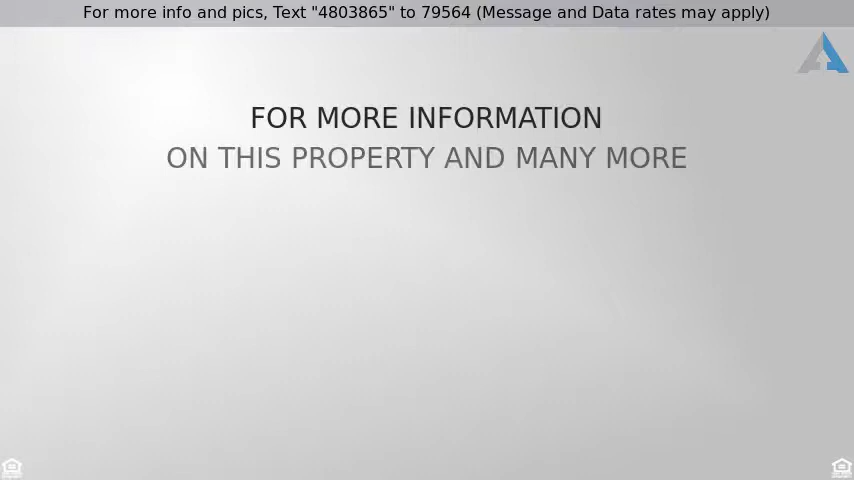 For more info and pics, Text "4803865" to 79564 (Message and Data rates may apply)
FOR MORE INFORMATION
ON THIS PROPERTY AND MANY MORE